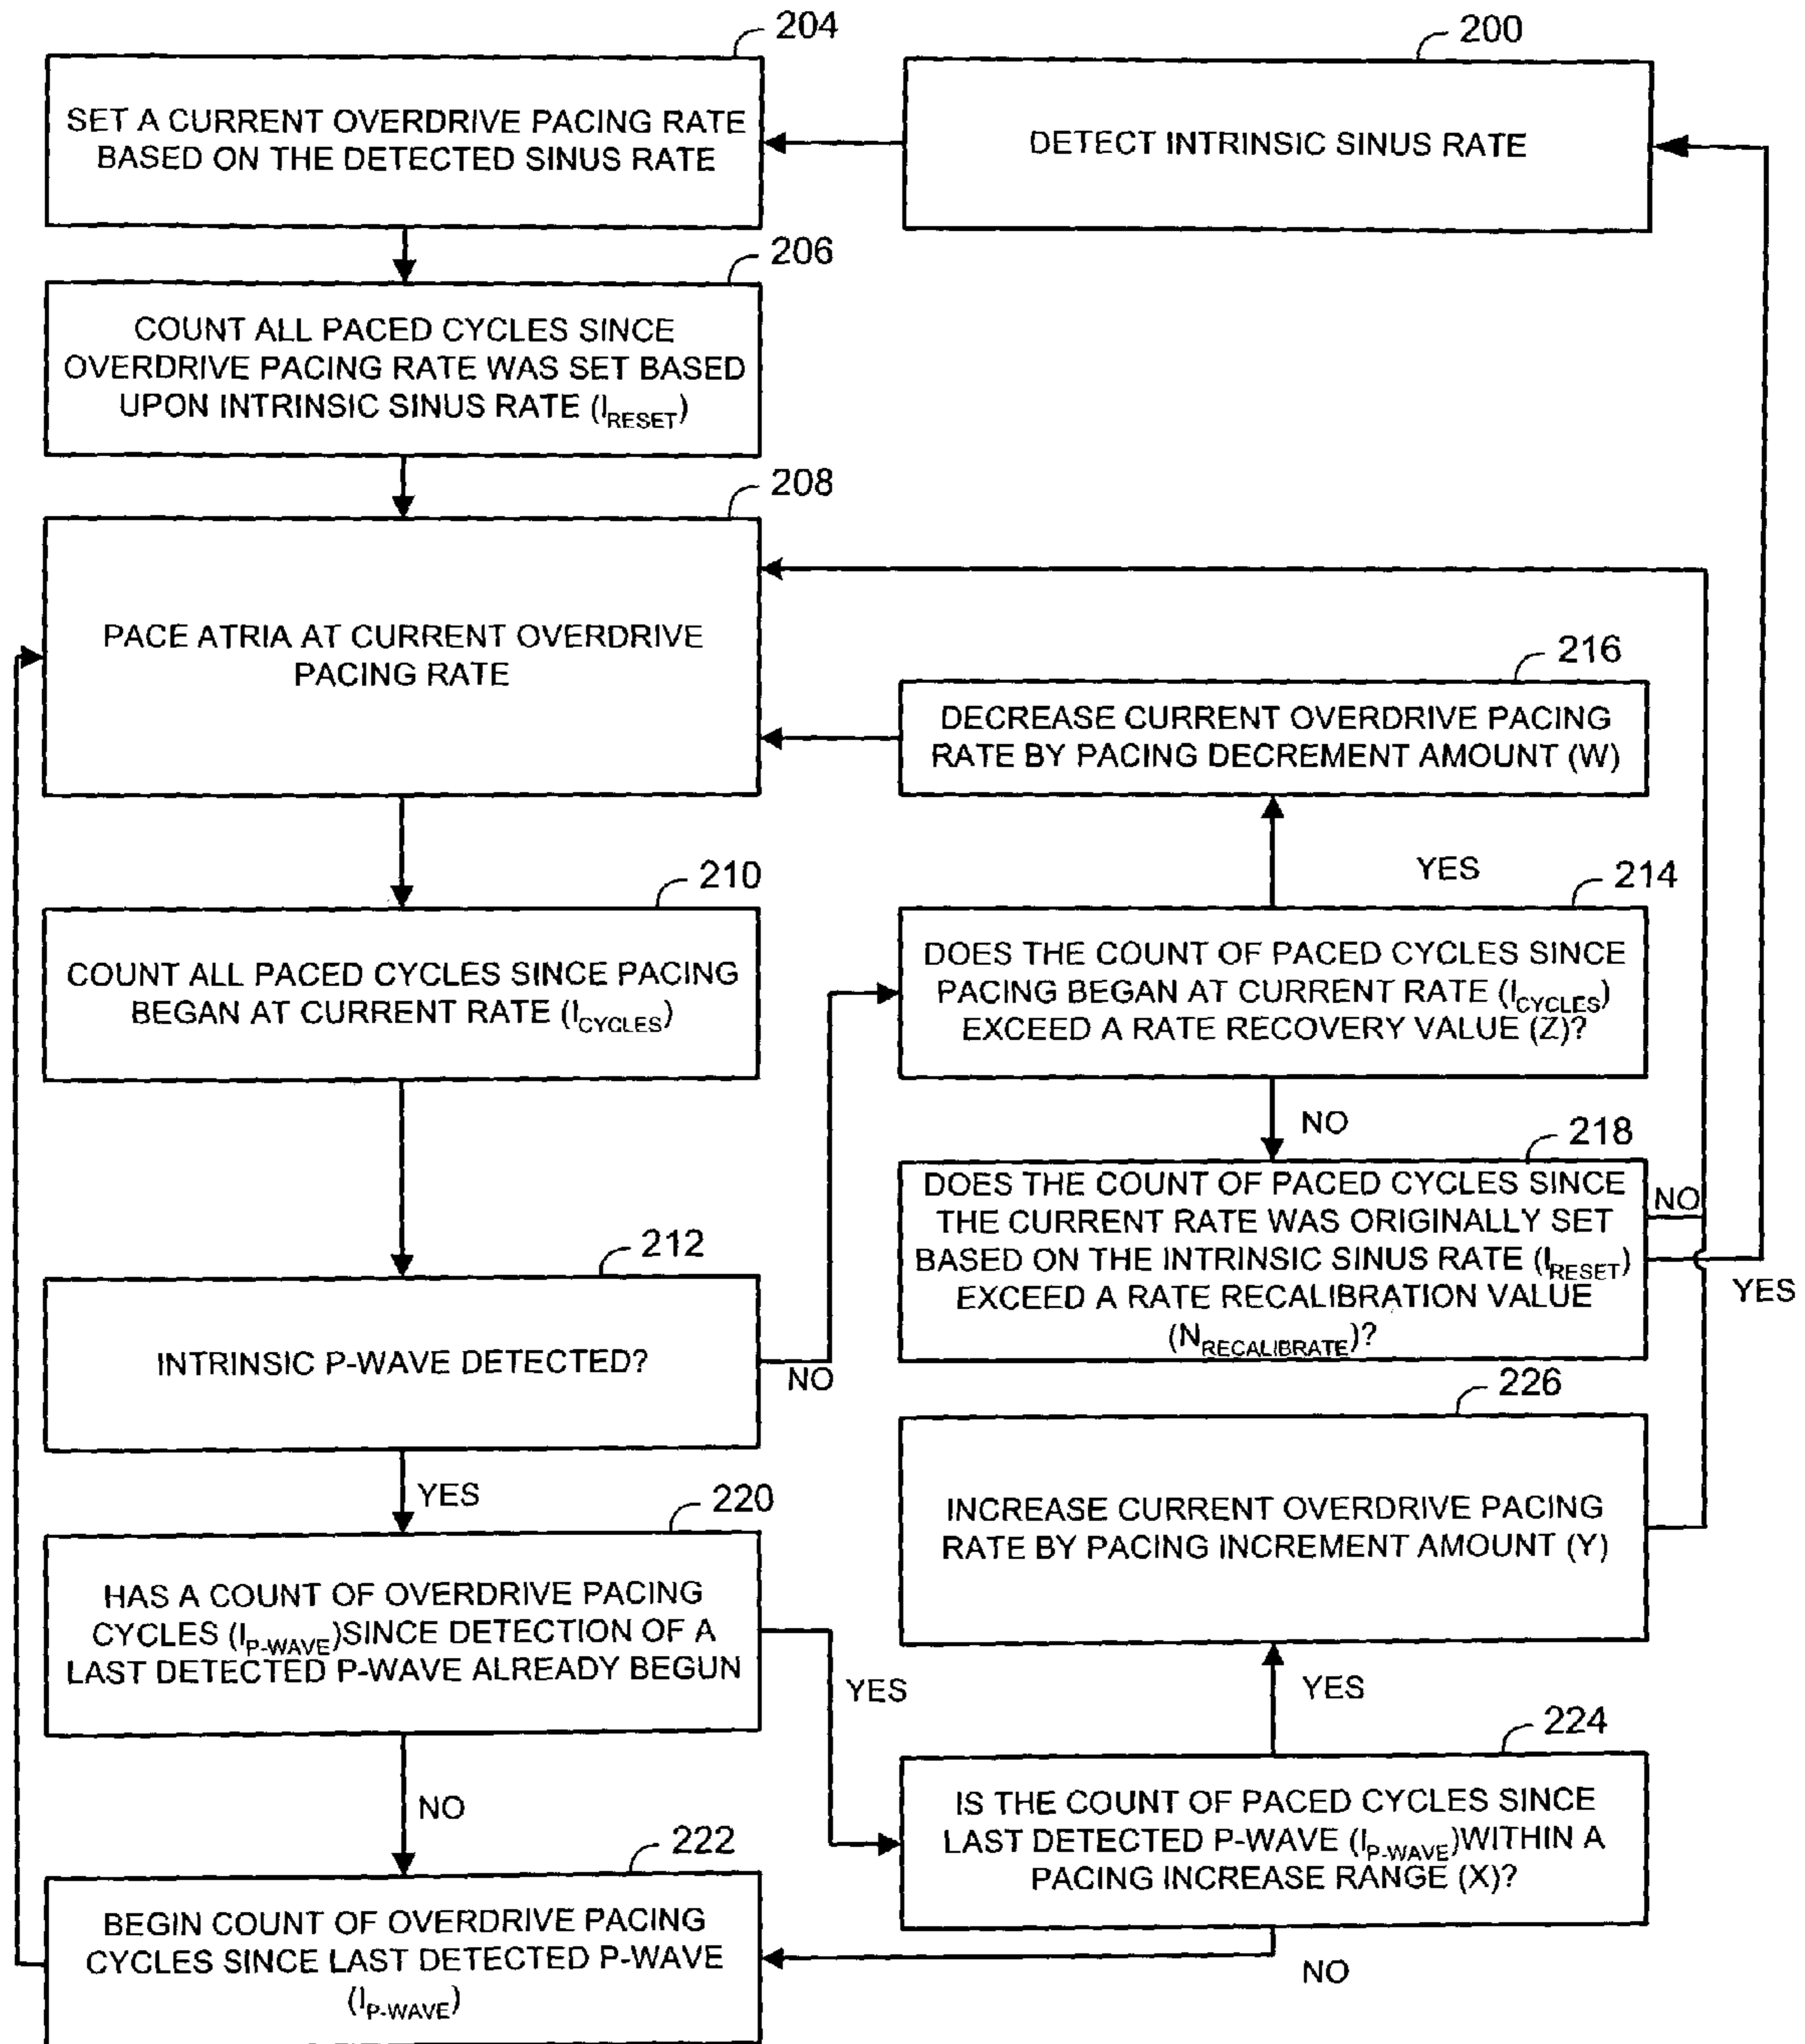 204
SET A CURRENT OVERDRIVE PACING RATE
BASED ON THE DETECTED SINUS RATE
200
DETECT INTRINSIC SINUS RATE
206
COUNT ALL PACED CYCLES SINCE
OVERDRIVE PACING RATE WAS SET BASED
UPON INTRINSIC SINUS RATE (I_RESET)
208
PACE ATRIA AT CURRENT OVERDRIVE
PACING RATE
216
DECREASE CURRENT OVERDRIVE PACING
RATE BY PACING DECREMENT AMOUNT (W)
YES
210
COUNT ALL PACED CYCLES SINCE PACING
BEGAN AT CURRENT RATE (I_CYCLES)
214
DOES THE COUNT OF PACED CYCLES SINCE
PACING BEGAN AT CURRENT RATE (I_CYCLES)
EXCEED A RATE RECOVERY VALUE (Z)?
NO
218
DOES THE COUNT OF PACED CYCLES SINCE
THE CURRENT RATE WAS ORIGINALLY SET
BASED ON THE INTRINSIC SINUS RATE (I_RESET)
EXCEED A RATE RECALIBRATION VALUE
(N_RECALIBRATE)?
NO
YES
212
INTRINSIC P-WAVE DETECTED?
NO
YES
226
INCREASE CURRENT OVERDRIVE PACING
RATE BY PACING INCREMENT AMOUNT (Y)
220
HAS A COUNT OF OVERDRIVE PACING
CYCLES (I_P-WAVE)SINCE DETECTION OF A
LAST DETECTED P-WAVE ALREADY BEGUN
YES
YES
NO
224
IS THE COUNT OF PACED CYCLES SINCE
LAST DETECTED P-WAVE (I_P-WAVE)WITHIN A
PACING INCREASE RANGE (X)?
NO
222
BEGIN COUNT OF OVERDRIVE PACING
CYCLES SINCE LAST DETECTED P-WAVE
(I_P-WAVE)